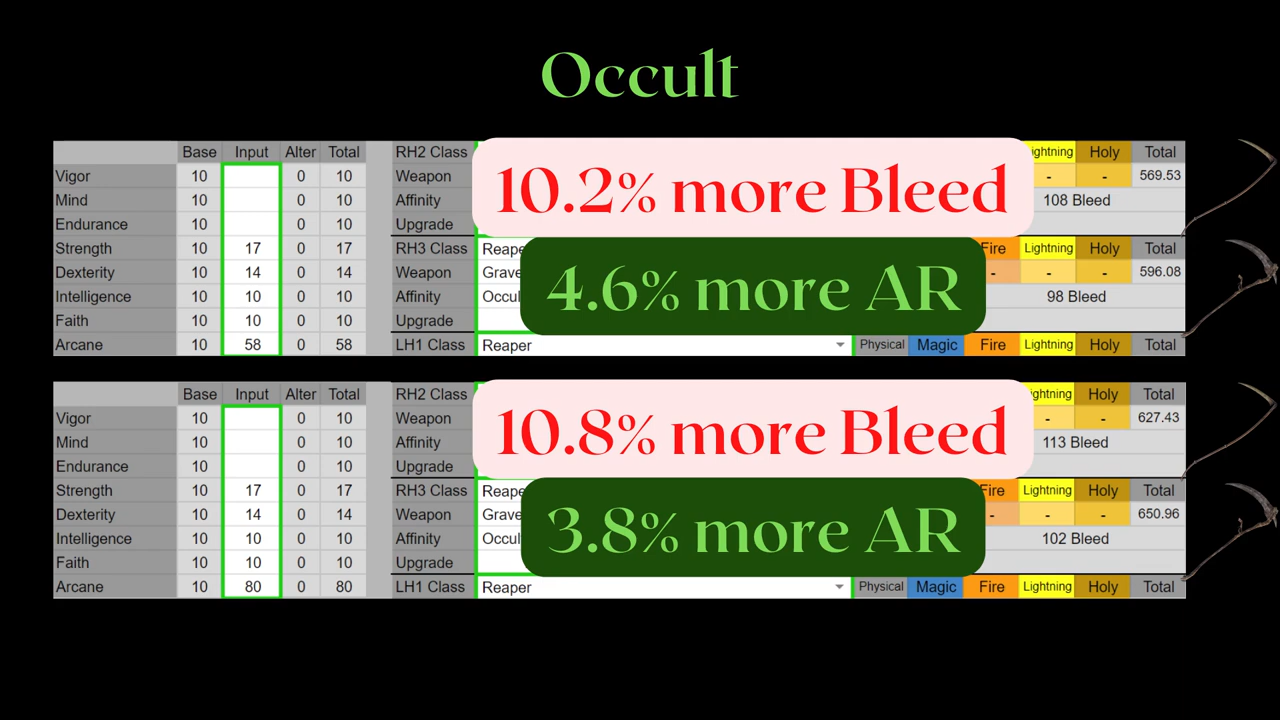 Occult
Base Input Alter Total RH2 Class Lightning Holy Total
Vigor 10 0 10 Weapon - - 569.53
Mind 10 0 10 Affinity 108 Bleed
Endurance 10 0 10 Upgrade
10.2% more Bleed
Strength 10 17 0 17 RH3 Class Reape Fire Lightning Holy Total
Dexterity 10 14 0 14 Weapon Grave - - - 596.08
Intelligence 10 10 0 10 Affinity Occul 98 Bleed
Faith 10 10 0 10 Upgrade
4.6% more AR
Arcane 10 58 0 58 LH1 Class Reaper Physical Magic Fire Lightning Holy Total
Base Input Alter Total RH2 Class ightning Holy Total
Vigor 10 0 10 Weapon - - 627.43
Mind 10 0 10 Affinity 113 Bleed
Endurance 10 0 10 Upgrade
10.8% more Bleed
Strength 10 17 0 17 RH3 Class Reape Fire Lightning Holy Total
Dexterity 10 14 0 14 Weapon Grave - - - 650.96
Intelligence 10 10 0 10 Affinity Occul 102 Bleed
Faith 10 10 0 10 Upgrade
3.8% more AR
Arcane 10 80 0 80 LH1 Class Reaper Physical Magic Fire Lightning Holy Total